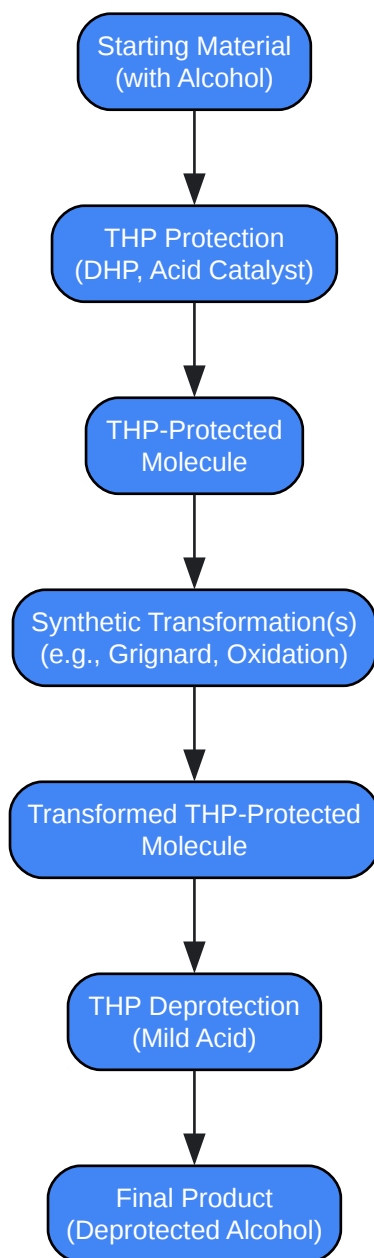 Starting Material
(with Alcohol)
THP Protection
(DHP, Acid Catalyst)
THP-Protected
Molecule
Synthetic Transformation(s)
(e.g., Grignard, Oxidation)
Transformed THP-Protected
Molecule
THP Deprotection
(Mild Acid)
Final Product
(Deprotected Alcohol)